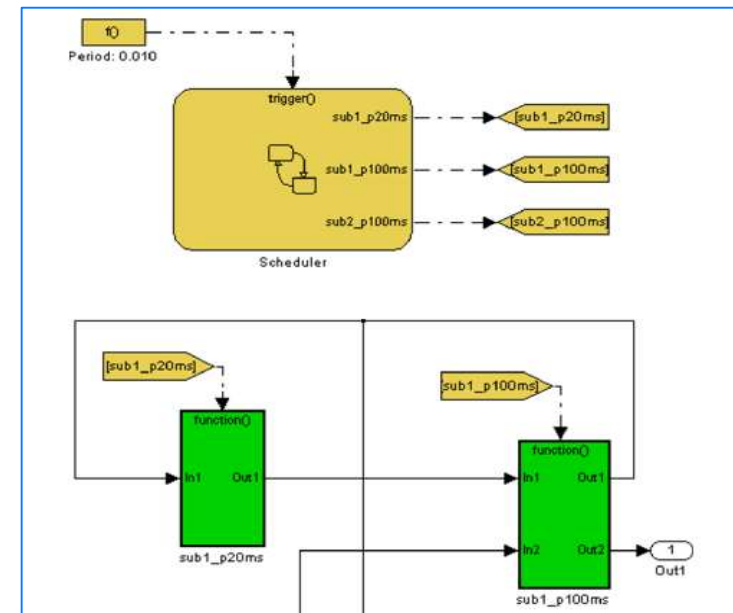 f()
Period: 0.010
trigger()
sub1_p20ms
[sub1_p20ms]
sub1_p100ms
[sub1_p100ms]
sub2_p100ms
[sub2_p100ms]
Scheduler
[sub1_p20ms]
[sub1_p100ms]
function()
In1
Out1
sub1_p20ms
function()
In1
Out1
In2
Out2
1
Out1
sub1_p100ms